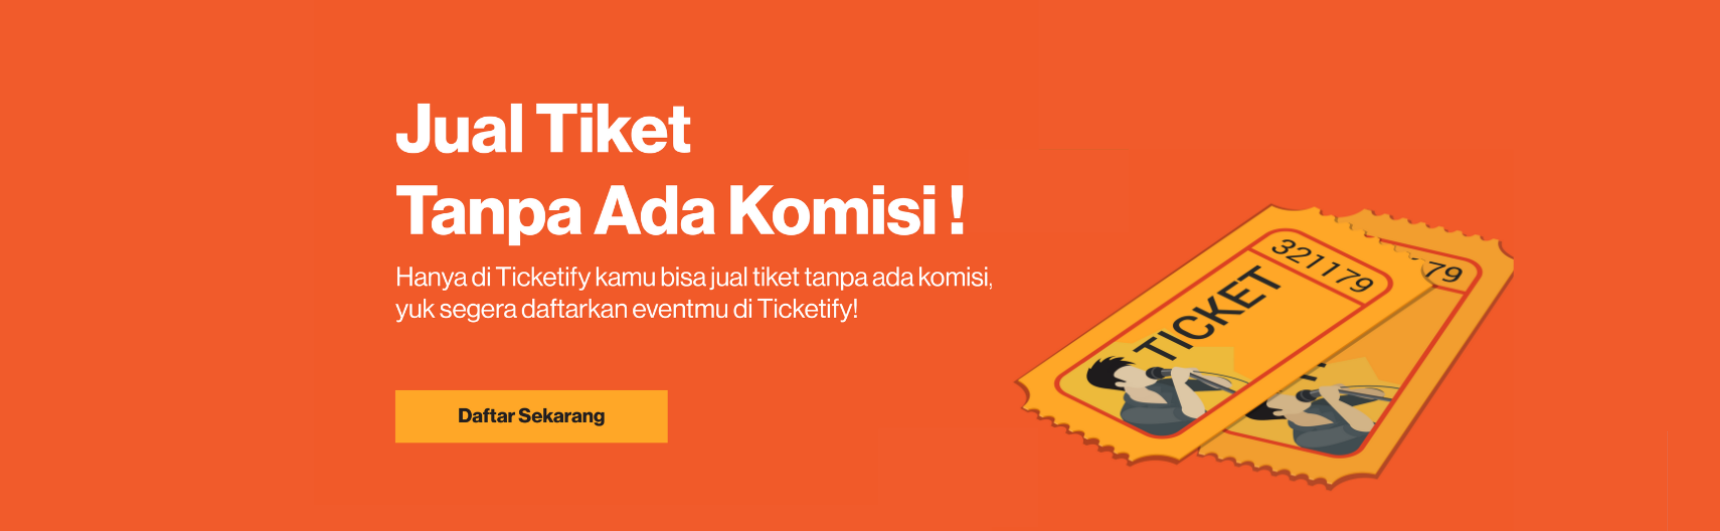 Jual Tiket
Tanpa Ada Komisi !
Hanya di Ticketify kamu bisa jual tiket tanpa ada komisi,
yuk segera daftarkan eventmu di Ticketify!
Daftar Sekarang
321179
TICKET
79